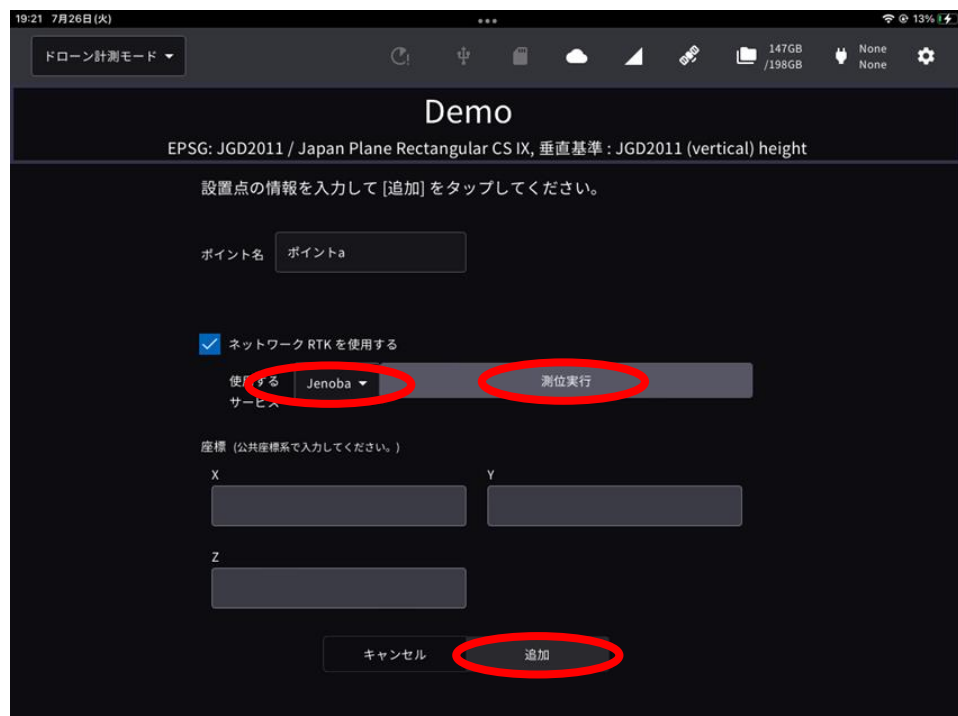 19:21 7月26日(火)
13%
ドローン計測モード
147GB
/198GB
None
None
Demo
EPSG: JGD2011 / Japan Plane Rectangular CS IX, 垂直基準 : JGD2011 (vertical) height
設置点の情報を入力して [追加] をタップしてください。
ポイント名
ポイントa
ネットワーク RTK を使用する
使用する
サービス
Jenoba
測位実行
座標 (公共座標系で入力してください。)
X
Y
Z
キャンセル
追加